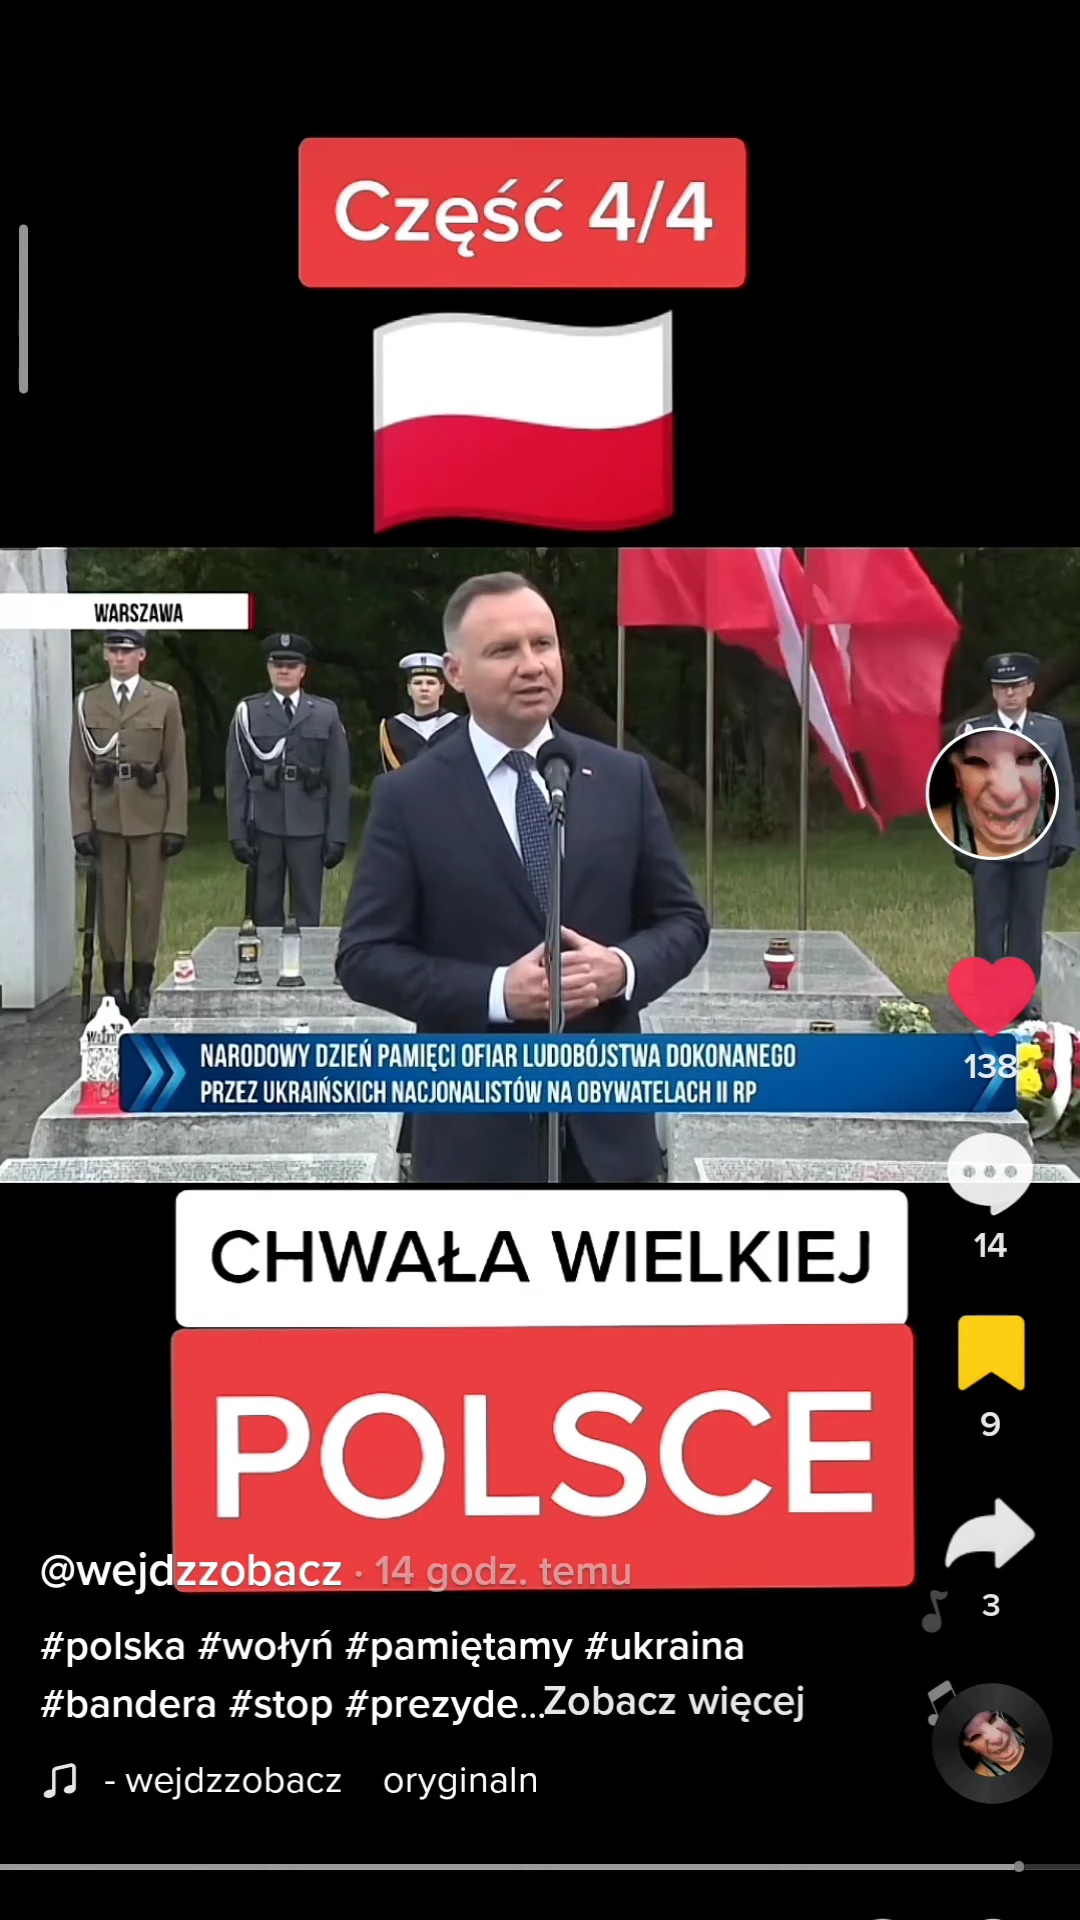 Część 4/4
WARSZAWA
NARODOWY DZIEŃ PAMIĘCI OFIAR LUDOBÓJSTWA DOKONANEGO
PRZEZ UKRAIŃSKICH NACJONALISTÓW NA OBYWATELACH II RP
138
14
CHWAŁA WIELKIEJ
POLSCE
9
3
@wejdzzobacz · 14 godz. temu
#polska #wołyń #pamiętamy #ukraina
#bandera #stop #prezyde...Zobacz więcej
- wejdzzobacz oryginaln